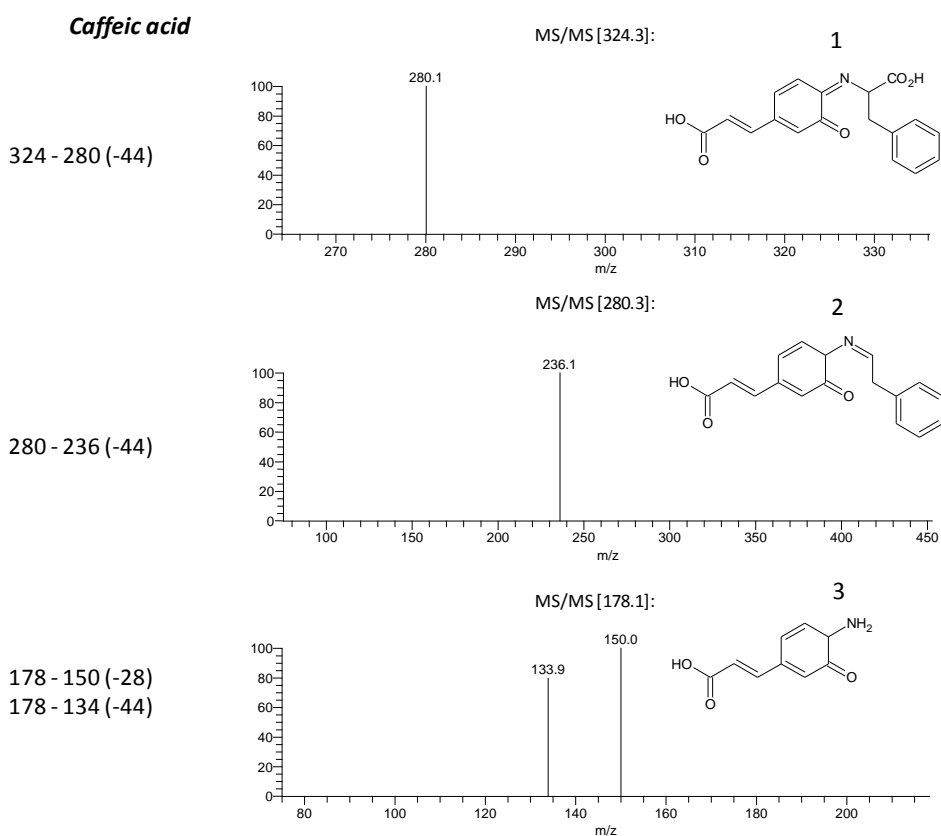 Caffeic acid
MS/MS [324.3]:
1
324 - 280 (-44)
280.1
100
80
60
40
20
0
270 280 290 300 310 320 330
m/z
N
CO2H
HO
O
O
MS/MS [280.3]:
2
280 - 236 (-44)
236.1
100
80
60
40
20
0
100 150 200 250 300 350 400 450
m/z
N
HO
O
O
MS/MS [178.1]:
3
178 - 150 (-28)
178 - 134 (-44)
150.0
133.9
100
80
60
40
20
0
80 100 120 140 160 180 200
m/z
NH2
HO
O
O